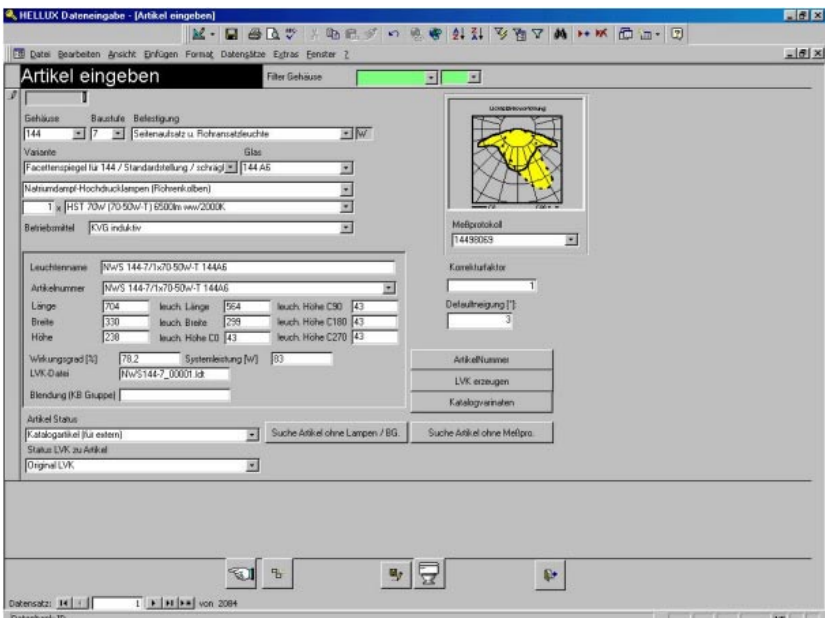 HELLUX Dateneingabe - [Artikel eingeben]
Datei Bearbeiten Ansicht Einfügen Format Datensätze Extras Fenster ?
Artikel eingeben Filter Gehäuse
Gehäuse Baustufe Befestigung
144 7 Seitenaufsatz u. Rohransatzleuchte W
Variante Glas
Facettenspiegel für 144 / Standardstellung / schrägl 144 A6
Natriumdampf-Hochdrucklampen (Röhrenkolben)
1 x HST 70W (70-50W-T) 6500lm ww/2000K
Betriebsmittel KVG induktiv
Meßprotokoll
14498069
Leuchtenname NWS 144-7/1x70-50W-T 144A6
Artikelnummer NWS 144-7/1x70-50W-T 144A6
Länge 704 leuch. Länge 564 leuch. Höhe C90 43
Breite 330 leuch. Breite 299 leuch. Höhe C180 43
Höhe 238 leuch. Höhe C0 43 leuch. Höhe C270 43
Wirkungsgrad [%] 78,2 Systemleistung [W] 83
LVK-Datei NWS144-7_00001.ldt
Blendung (KB Gruppe)
Korrekturfaktor
1
Defaultneigung [°]:
3
ArtikelNummer
LVK erzeugen
Katalogvarinaten
Artikel Status
Katalogartikel (für extern) Suche Artikel ohne Lampen / BG. Suche Artikel ohne Meßpro.
Status LVK zu Artikel
Original LVK
Datensatz: 1 von 2084